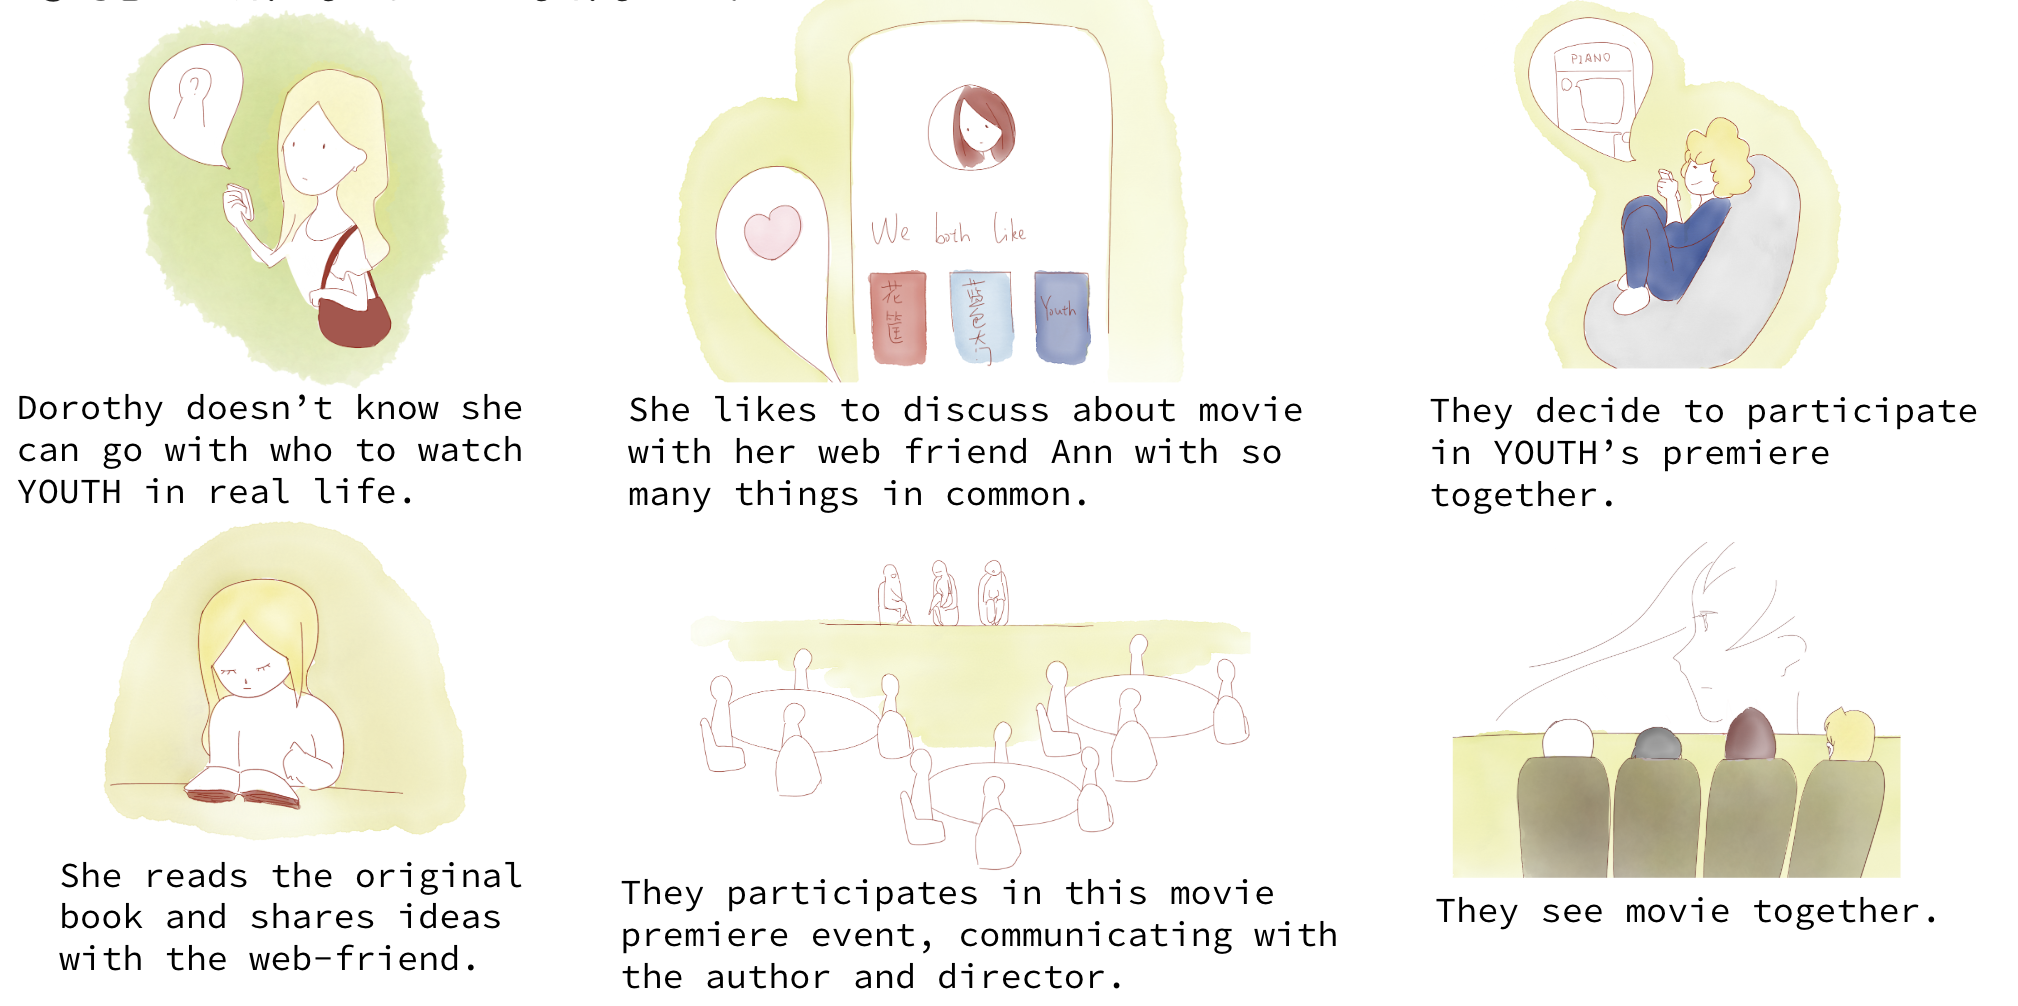 PIANO
We both like
花筐
蓝色大门
Youth
Dorothy doesn’t know she
can go with who to watch
YOUTH in real life.
She likes to discuss about movie
with her web friend Ann with so
many things in common.
They decide to participate
in YOUTH’s premiere
together.
She reads the original
book and shares ideas
with the web-friend.
They participates in this movie
premiere event, communicating with
the author and director.
They see movie together.